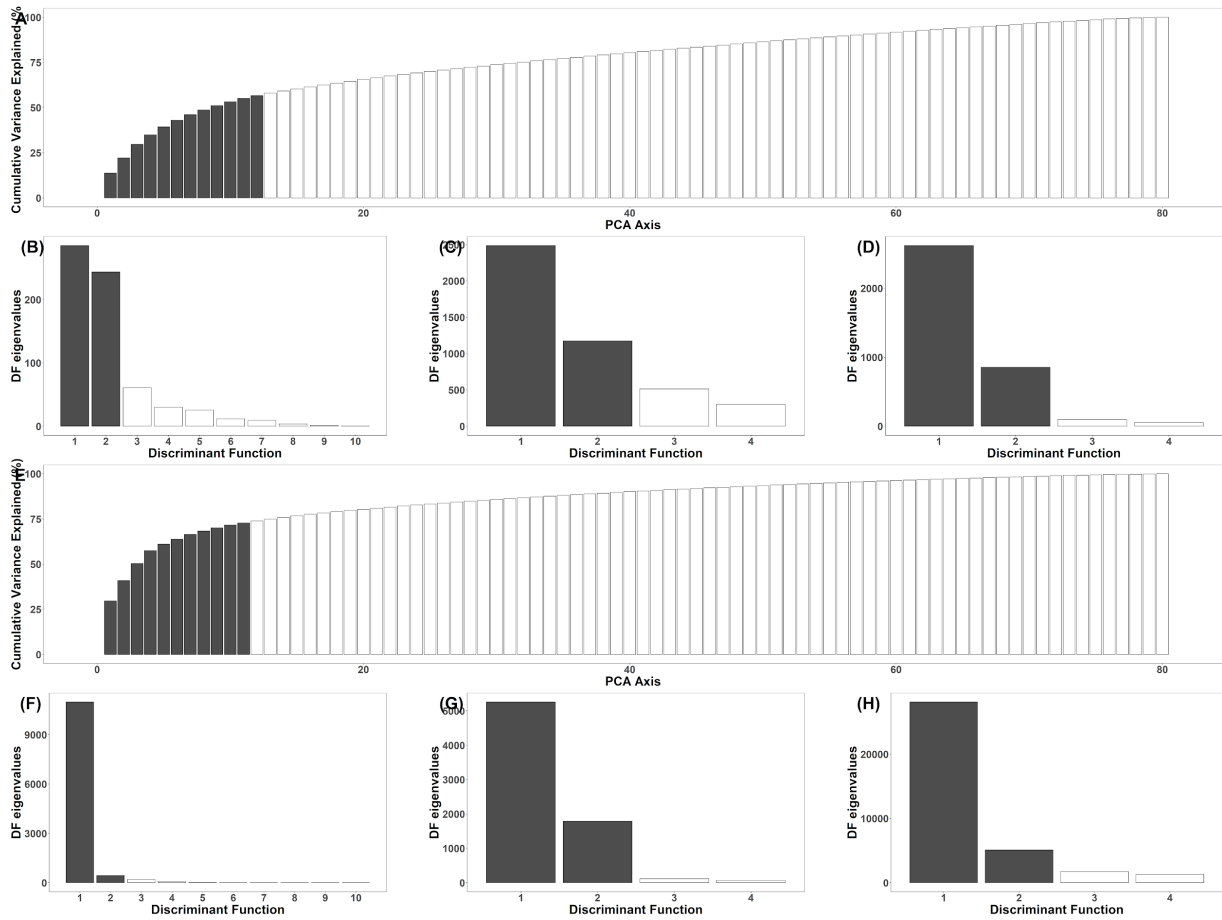 A
Cumulative Variance Explained %
100
75
50
25
0
0 20 40 60 80
PCA Axis
(B)
DF eigenvalues
200
100
0
1 2 3 4 5 6 7 8 9 10
Discriminant Function
(C)
DF eigenvalues
2500
2000
1500
1000
500
0
1 2 3 4
Discriminant Function
(D)
DF eigenvalues
2000
1000
0
1 2 3 4
Discriminant Function
Cumulative Variance Explained (%)
100
75
50
25
0
0 20 40 60 80
PCA Axis
(F)
DF eigenvalues
9000
6000
3000
0
1 2 3 4 5 6 7 8 9 10
Discriminant Function
(G)
DF eigenvalues
5000
4000
3000
2000
1000
0
1 2 3 4
Discriminant Function
(H)
DF eigenvalues
20000
10000
0
1 2 3 4
Discriminant Function